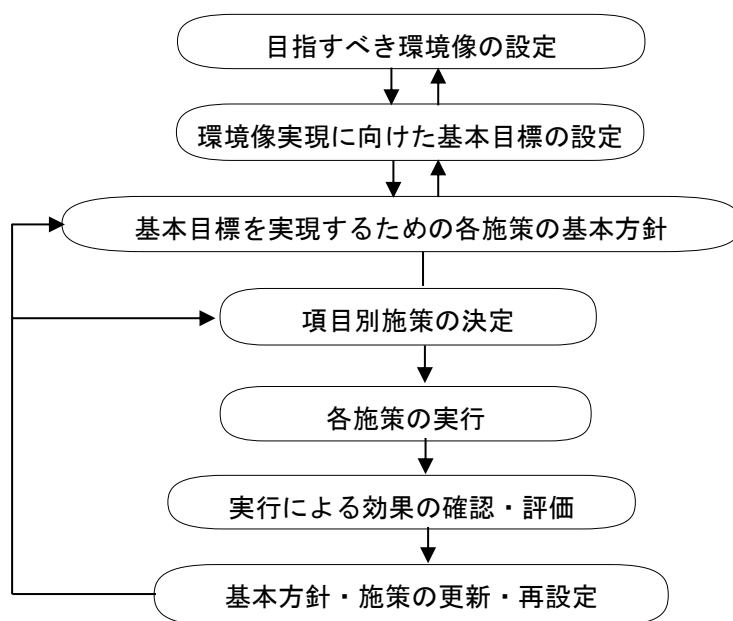 目指すべき環境像の設定
環境像実現に向けた基本目標の設定
基本目標を実現するための各施策の基本方針
項目別施策の決定
各施策の実行
実行による効果の確認・評価
基本方針・施策の更新・再設定